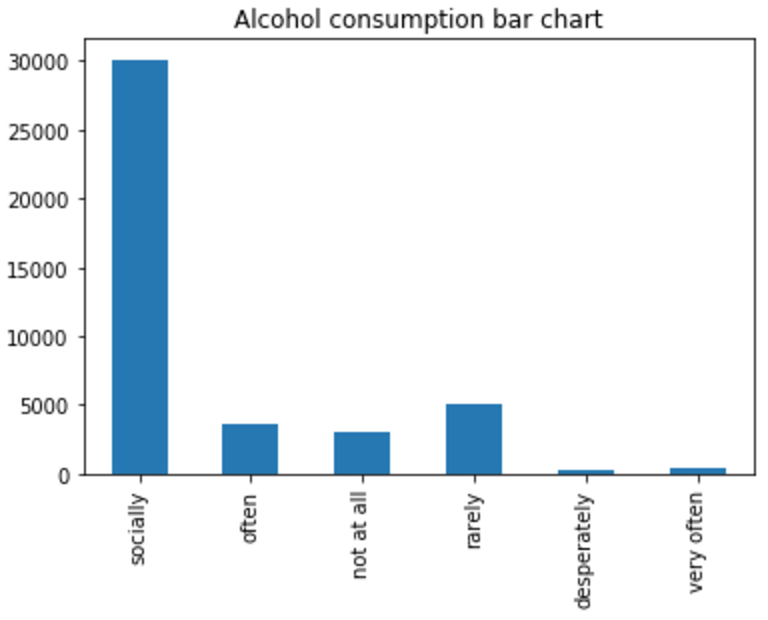 Alcohol consumption bar chart
30000
25000
20000
15000
10000
5000
0
socially
often
not at all
rarely
desperately
very often